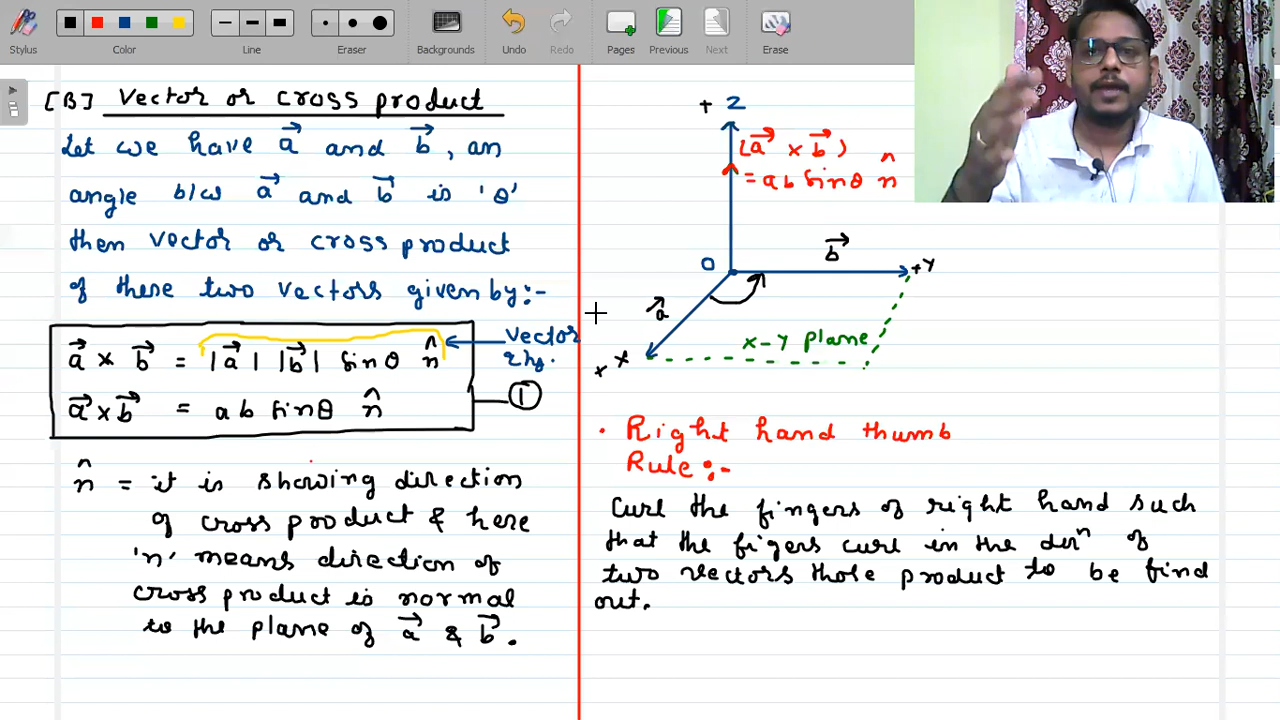 Stylus
Color
Line
Eraser
Backgrounds
Undo
Redo
Pages
Previous
Next
Erase
[B] Vector or cross product
Let we have a⃗ and b⃗, an
angle b/w a⃗ and b⃗ is 'θ'
then vector or cross product
of these two vectors given by:-
a⃗ × b⃗ = |a⃗| |b⃗| sinθ n̂
vector
qty.
a⃗×b⃗ = ab sinθ n̂
①
n̂ = it is showing direction
of cross product & here
'n' means direction of
cross product is normal
to the plane of a⃗ & b⃗.
+ Z
(a⃗ × b⃗)
= ab sinθ n̂
b⃗
O
+Y
a⃗
x-y plane
+ X
• Right hand thumb
Rule:-
Curl the fingers of right hand such
that the figers curl in the dirⁿ of
two vectors those product to be find
out.